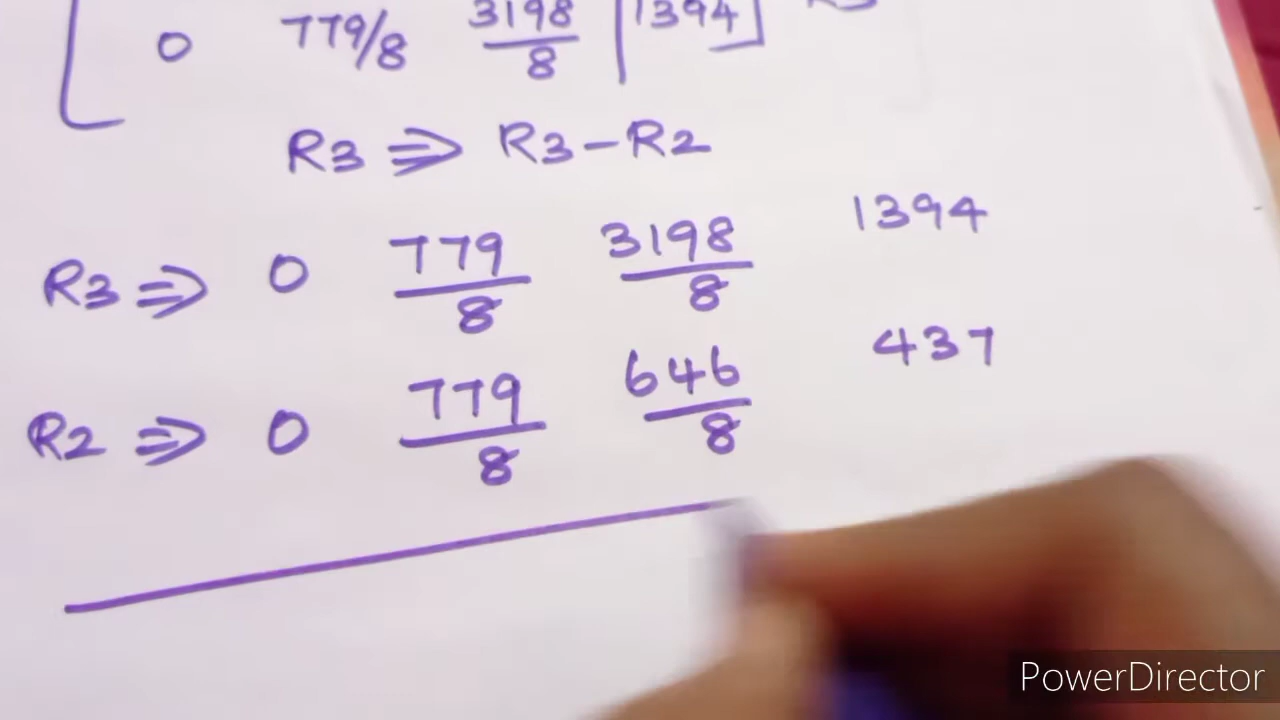 0 779/8 3198/8 | 1394
R3 ⇒ R3-R2
R3 ⇒ 0 779/8 3198/8 1394
R2 ⇒ 0 779/8 646/8 437
PowerDirector